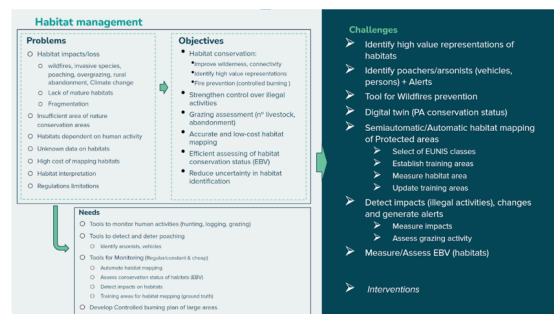 Habitat management
Problems
Habitat impacts/loss
wildfires, invasive species,
poaching, overgrazing, rural
abandonment, Climate change
Lack of mature habitats
Fragmentation
Insufficient area of nature
conservation areas
Habitats dependent on human activity
Unknown data on habitats
High cost of mapping habitats
Habitat interpretation
Regulations limitations
Objectives
Habitat conservation:
Improve wilderness, connectivity
Identify high value representations
Fire prevention (controlled burning )
Strengthen control over illegal
activities
Grazing assessment (nº livestock,
abandonment)
Accurate and low-cost habitat
mapping
Efficient assessing of habitat
conservation status (EBV)
Reduce uncertainty in habitat
identification
Needs
Tools to monitor human activities (hunting, logging, grazing)
Tools to detect and deter poaching
Identify arsonists, vehicles
Tools for Monitoring (Regular/constant & cheap)
Automate habitat mapping
Assess conservation status of habitats (EBV)
Detect impacts on habitats
Training areas for habitat mapping (ground truth)
Develop Controlled burning plan of large areas
Challenges
Identify high value representations of
habitats
Identify poachers/arsonists (vehicles,
persons) + Alerts
Tool for Wildfires prevention
Digital twin (PA conservation status)
Semiautomatic/Automatic habitat mapping
of Protected areas
Select of EUNIS classes
Establish training areas
Measure habitat area
Update training areas
Detect impacts (illegal activities), changes
and generate alerts
Measure impacts
Assess grazing activity
Measure/Assess EBV (habitats)
Interventions